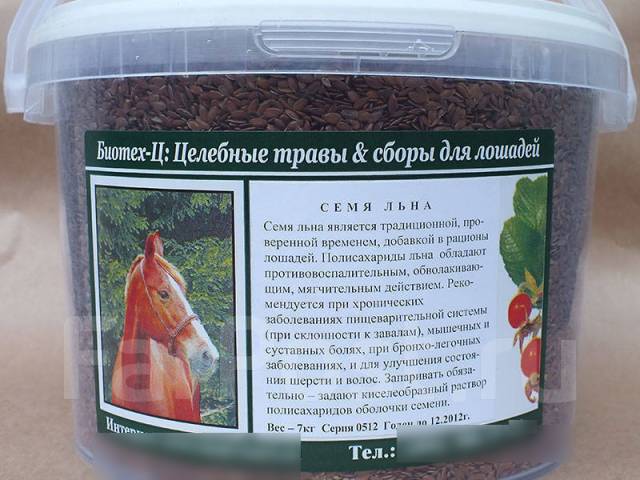 Биотех-Ц: Целебные травы & сборы для лошадей
СЕМЯ ЛЬНА
Семя льна является традиционной, про-
веренной временем, добавкой в рационы
лошадей. Полисахариды льна обладают
противовоспалительным, обволакиваю-
щим, мягчительным действием. Реко-
мендуется при хронических
заболеваниях пищеварительной системы
(при склонности к завалам), мышечных и
суставных болях, при бронхо-легочных
заболеваниях, и для улучшения состоя-
ния шерсти и волос. Запаривать обяза-
тельно – задают киселеобразный раствор
полисахаридов оболочки семени.
Вес – 7кг Серия 0512 Годен до 12.2012г.
Тел.: